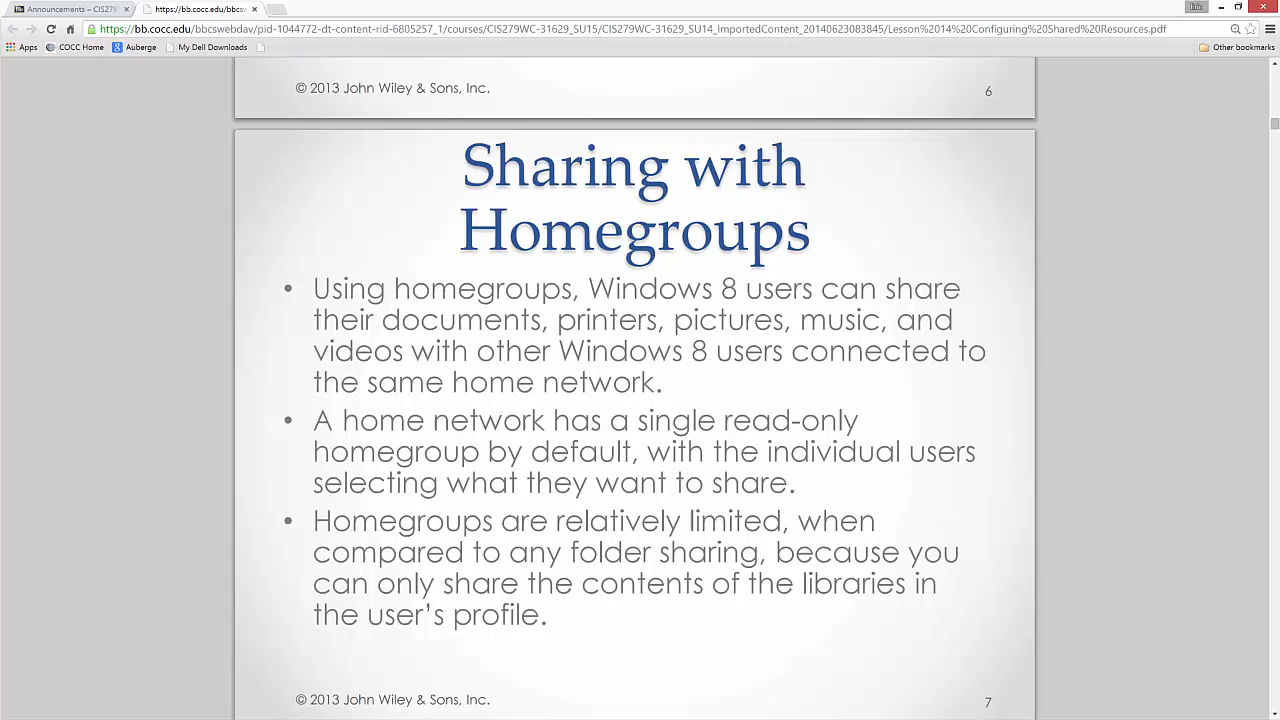 Announcements – CIS279
https://bb.cocc.edu/bbcsw
https://bb.cocc.edu/bbcswebdav/pid-1044772-dt-content-rid-6805257_1/courses/CIS279WC-31629_SU15/CIS279WC-31629_SU14_ImportedContent_20140623083845/Lesson%2014%20Configuring%20Shared%20Resources.pdf
Apps COCC Home Auberge My Dell Downloads Other bookmarks
© 2013 John Wiley & Sons, Inc. 6
Sharing with
Homegroups
• Using homegroups, Windows 8 users can share
their documents, printers, pictures, music, and
videos with other Windows 8 users connected to
the same home network.
• A home network has a single read-only
homegroup by default, with the individual users
selecting what they want to share.
• Homegroups are relatively limited, when
compared to any folder sharing, because you
can only share the contents of the libraries in
the user’s profile.
© 2013 John Wiley & Sons, Inc. 7